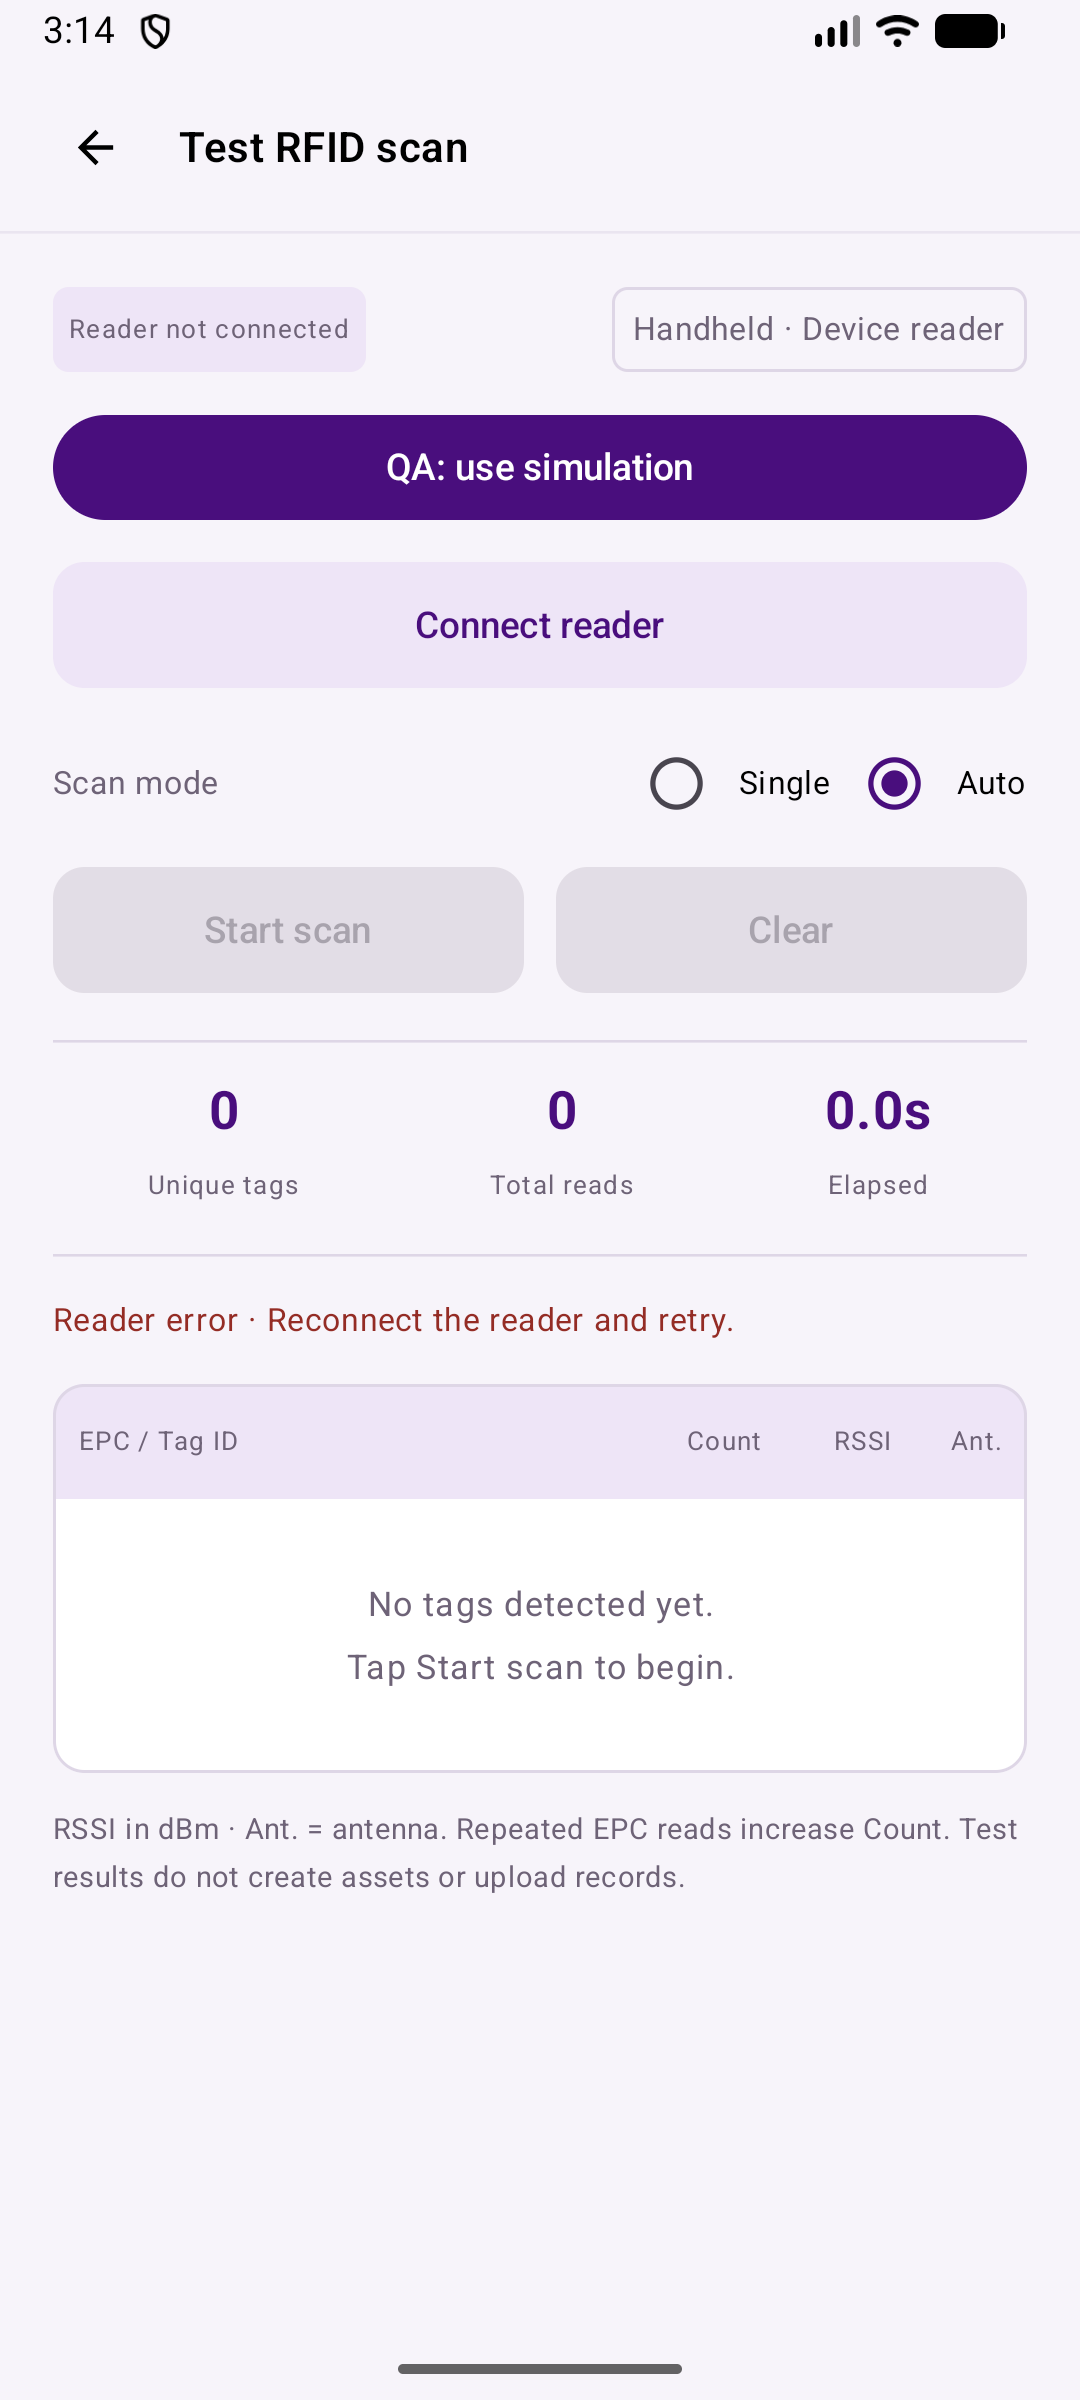 3:14
Test RFID scan
Reader not connected
Handheld · Device reader
QA: use simulation
Connect reader
Scan mode
Single
Auto
Start scan
Clear
0
0
0.0s
Unique tags
Total reads
Elapsed
Reader error · Reconnect the reader and retry.
EPC / Tag ID
Count
RSSI
Ant.
No tags detected yet.
Tap Start scan to begin.
RSSI in dBm · Ant. = antenna. Repeated EPC reads increase Count. Test
results do not create assets or upload records.